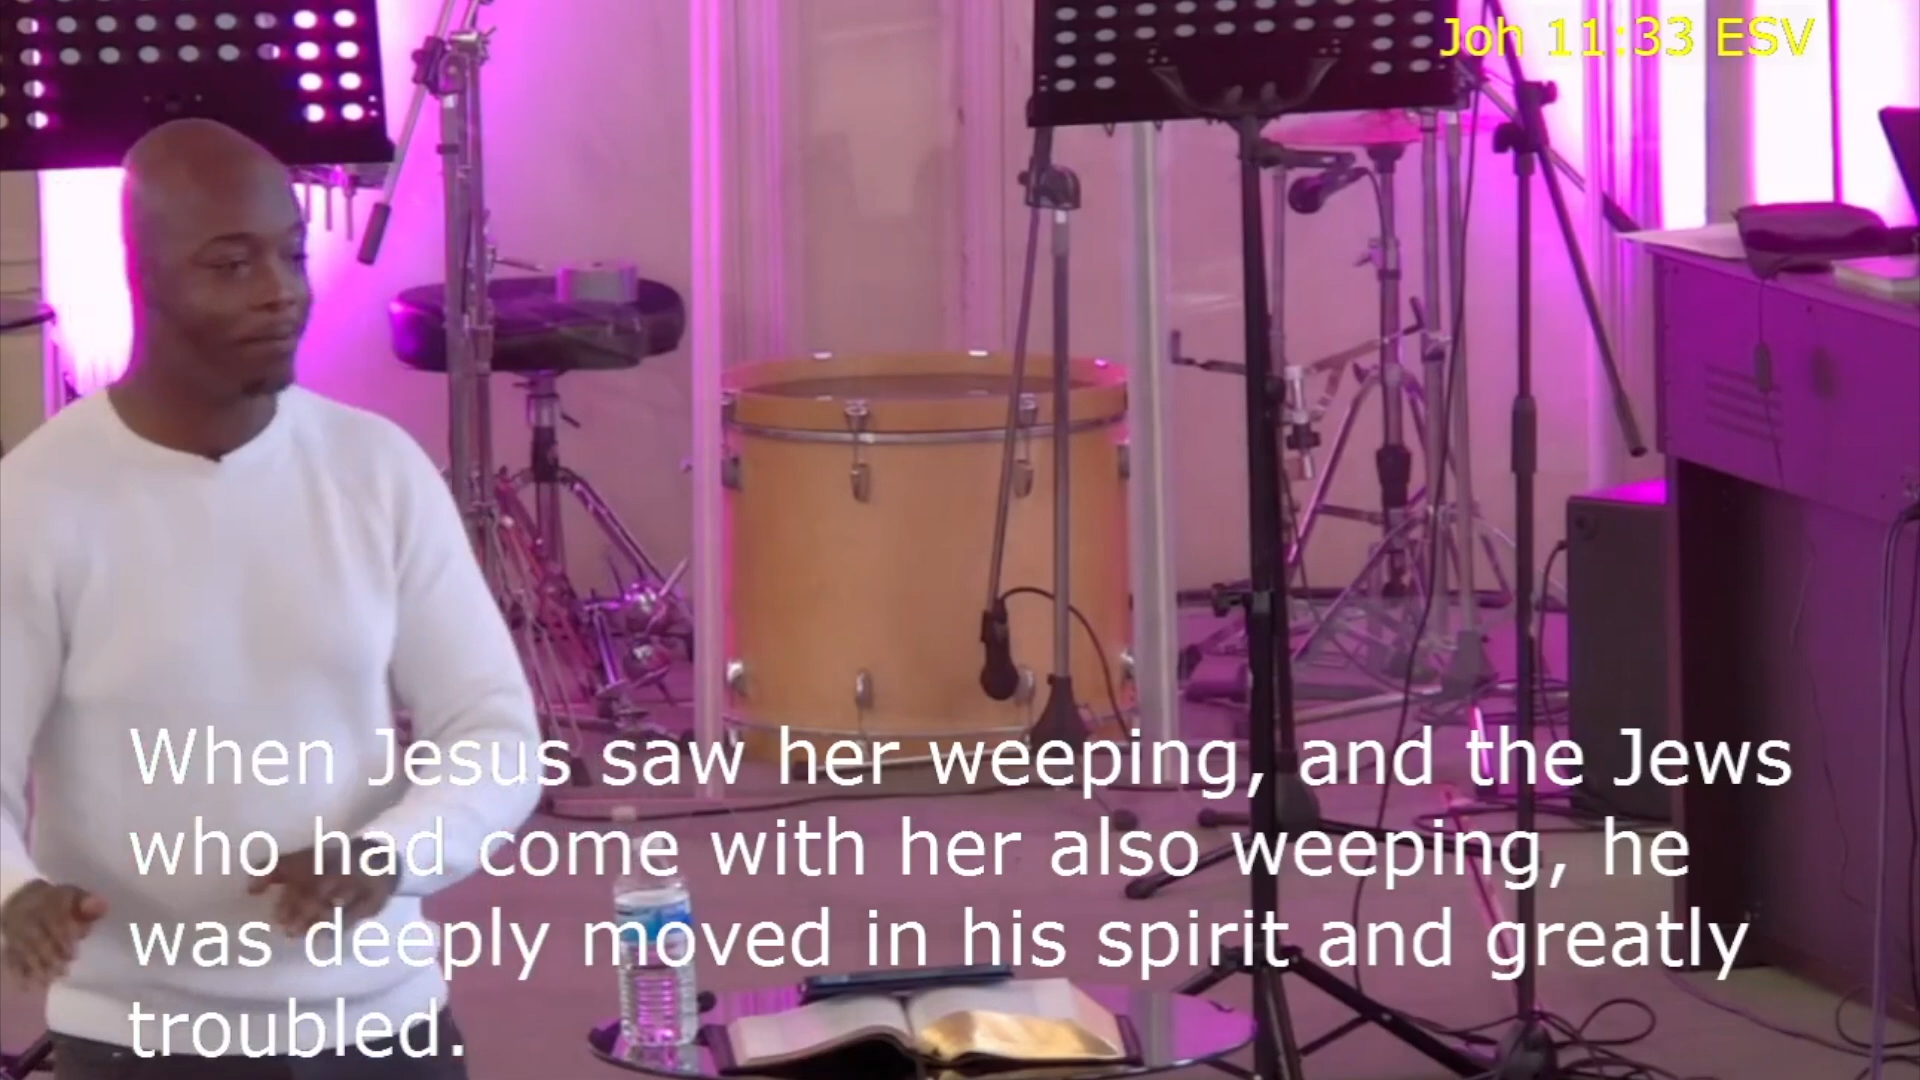 Joh 11:33 ESV
When Jesus saw her weeping, and the Jews
who had come with her also weeping, he
was deeply moved in his spirit and greatly
troubled.